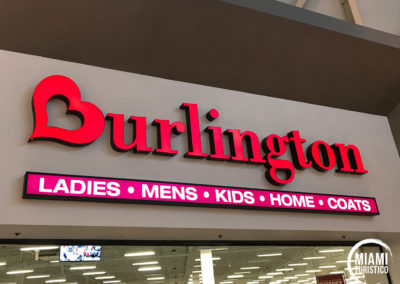 Burlington
LADIES • MENS • KIDS • HOME • COATS
MIAMI
TURISTICO